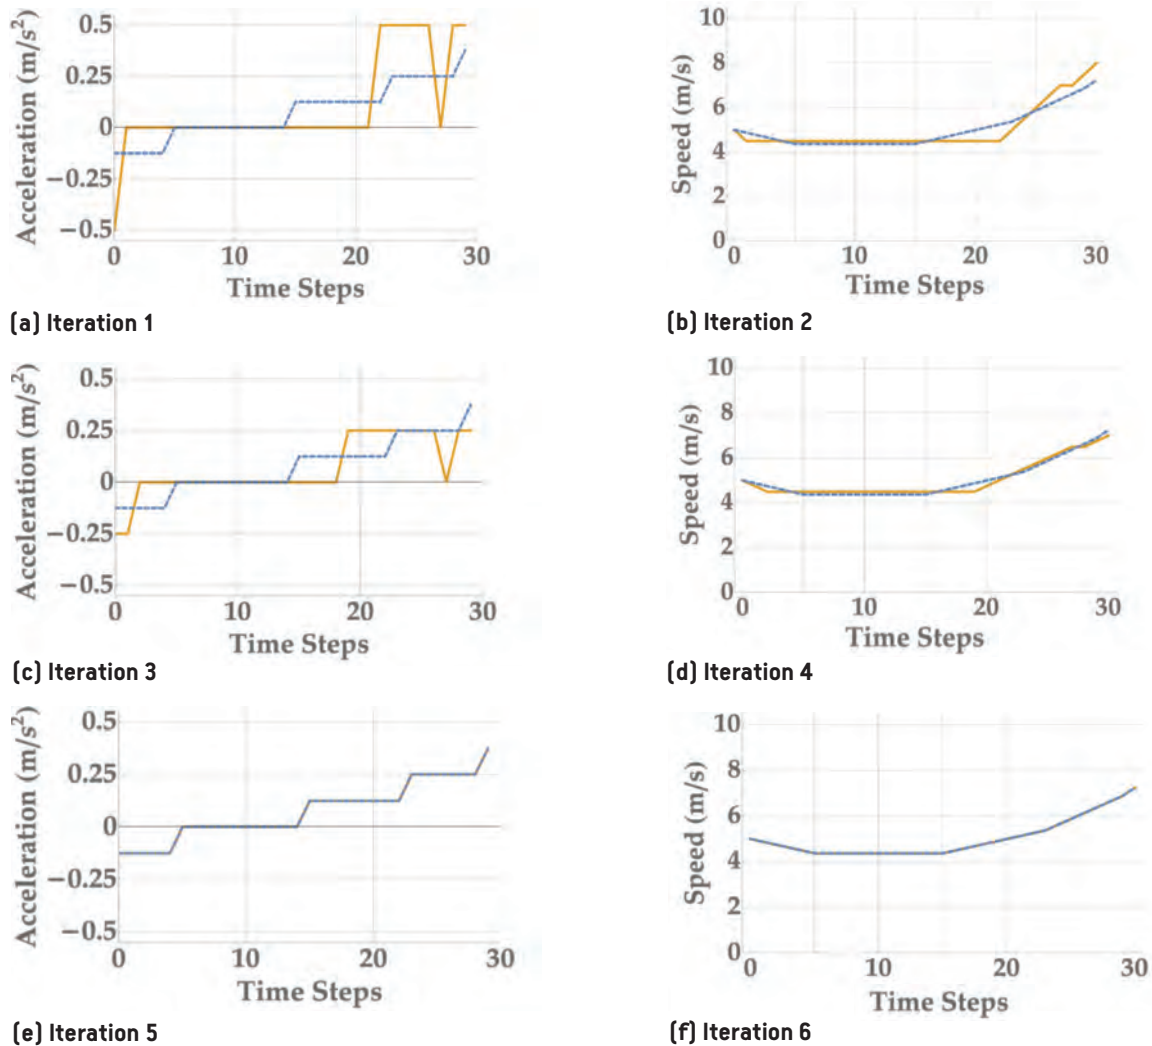 Acceleration (m/s²)
0.5
0.25
0
−0.25
−0.5
0 10 20 30
Time Steps
(a) Iteration 1
Speed (m/s)
10
8
6
4
2
0
0 10 20 30
Time Steps
(b) Iteration 2
Acceleration (m/s²)
0.5
0.25
0
−0.25
−0.5
0 10 20 30
Time Steps
(c) Iteration 3
Speed (m/s)
10
8
6
4
2
0
0 10 20 30
Time Steps
(d) Iteration 4
Acceleration (m/s²)
0.5
0.25
0
−0.25
−0.5
0 10 20 30
Time Steps
(e) Iteration 5
Speed (m/s)
10
8
6
4
2
0
0 10 20 30
Time Steps
(f) Iteration 6